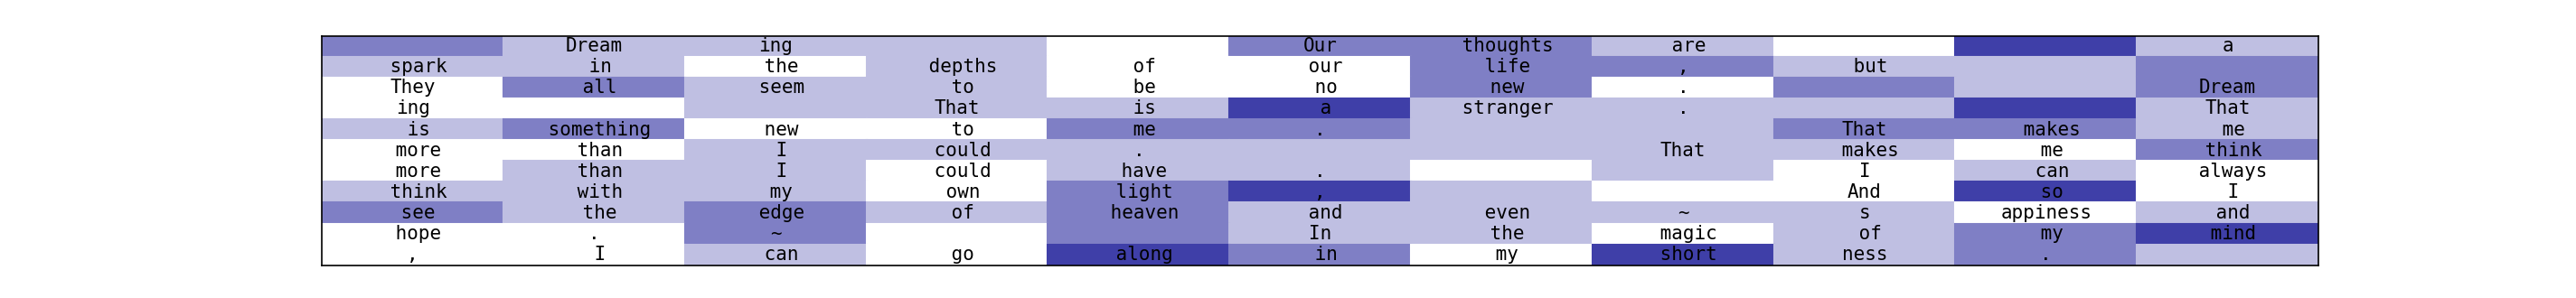 Dream ing Our thoughts are a
spark in the depths of our life , but
They all seem to be no new . Dream
ing That is a stranger . That
is something new to me . That makes me
more than I could . That makes me think
more than I could have . I can always
think with my own light , And so I
see the edge of heaven and even ~ s appiness and
hope . ~ In the magic of my mind
, I can go along in my short ness .